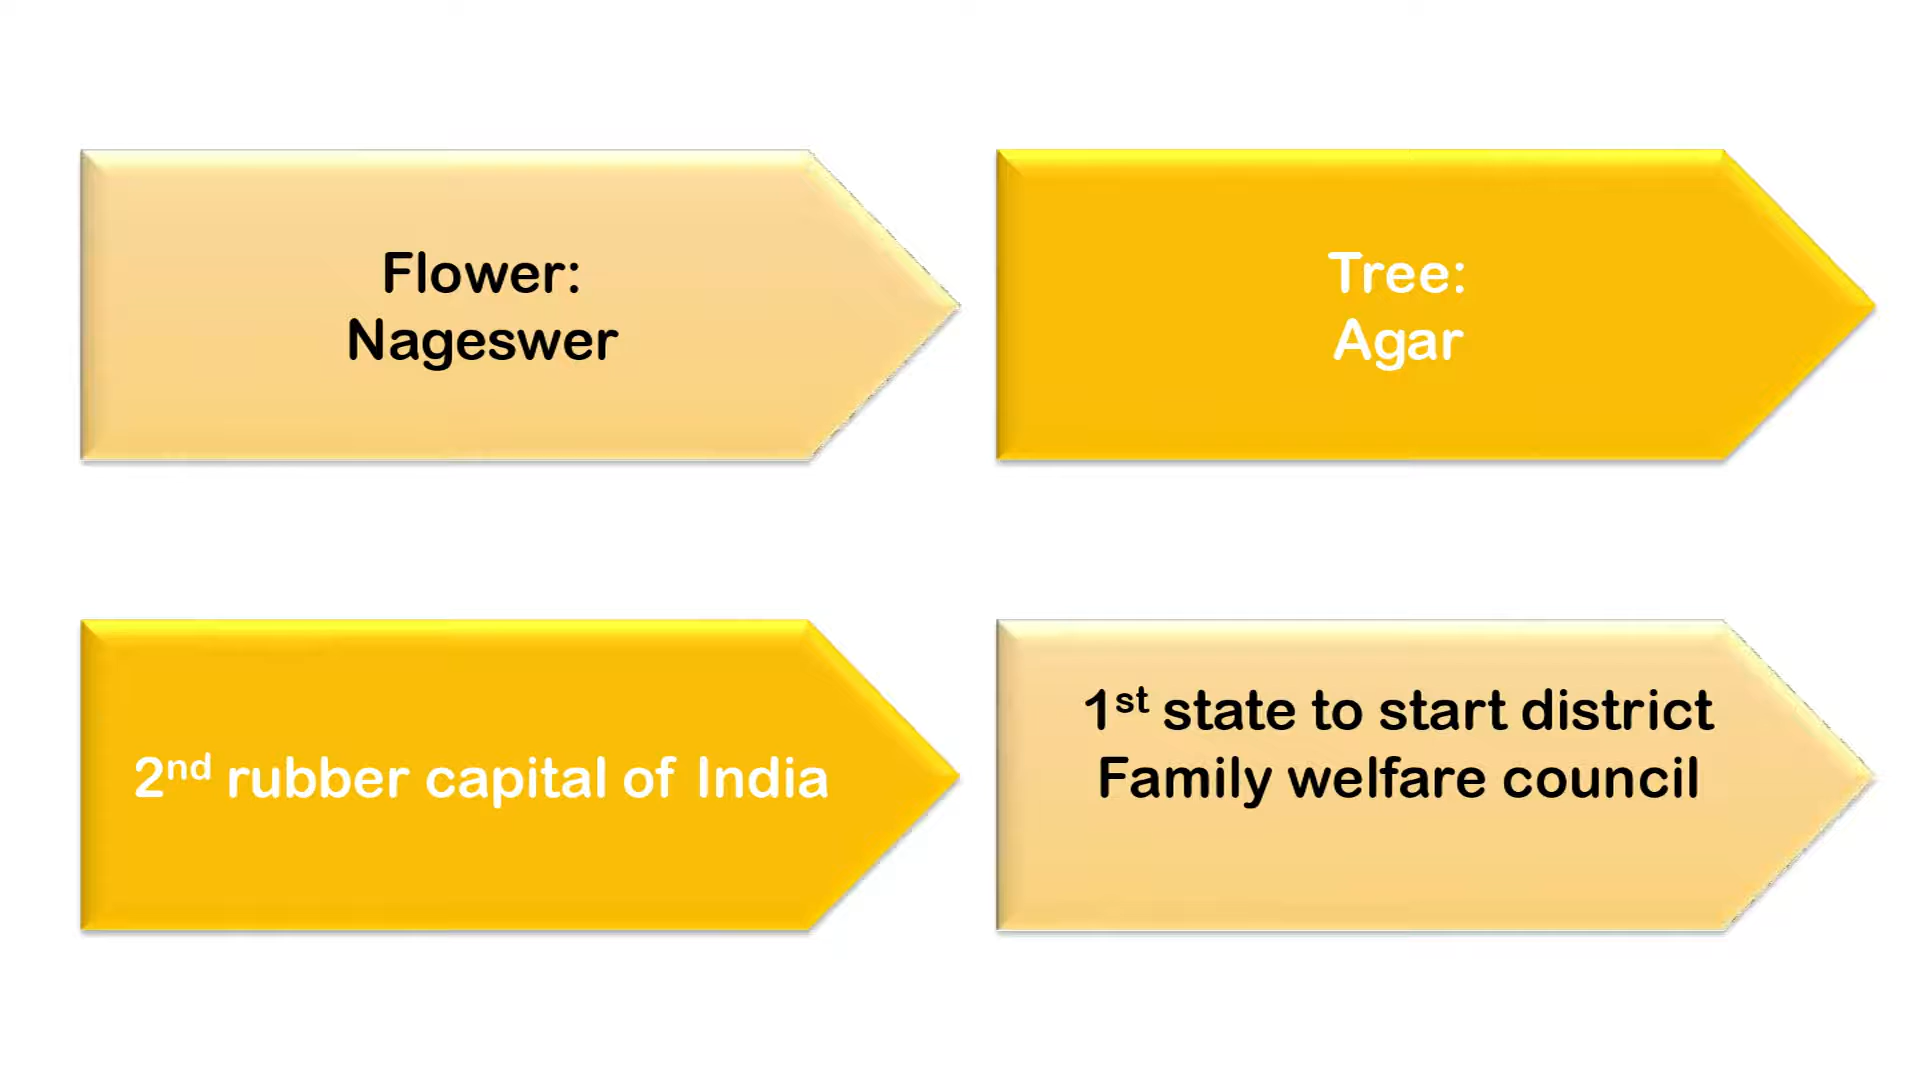 Flower:
Nageswer
Tree:
Agar
2nd rubber capital of India
1st state to start district
Family welfare council